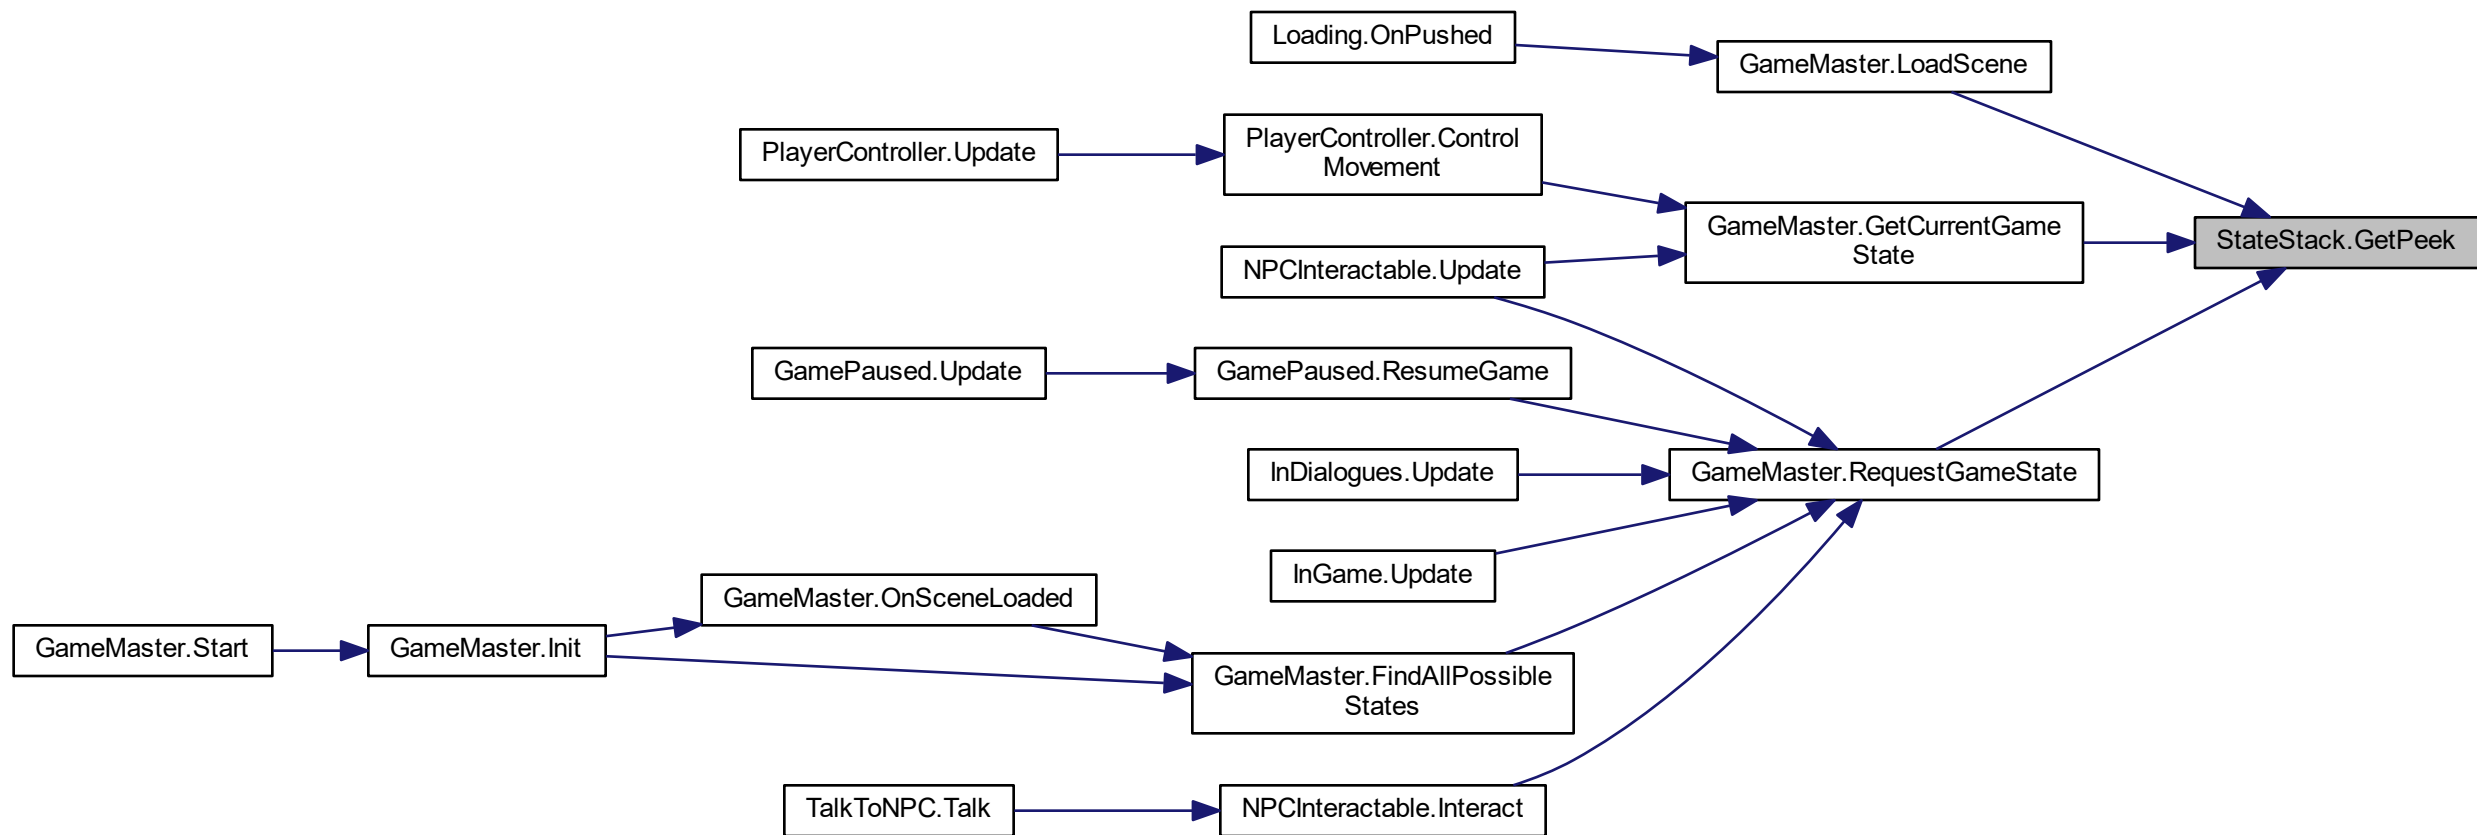 Loading.OnPushed
GameMaster.LoadScene
PlayerController.Update
PlayerController.Control
Movement
GameMaster.GetCurrentGame
State
StateStack.GetPeek
NPCInteractable.Update
GamePaused.Update
GamePaused.ResumeGame
InDialogues.Update
GameMaster.RequestGameState
InGame.Update
GameMaster.OnSceneLoaded
GameMaster.Start
GameMaster.Init
GameMaster.FindAllPossible
States
TalkToNPC.Talk
NPCInteractable.Interact